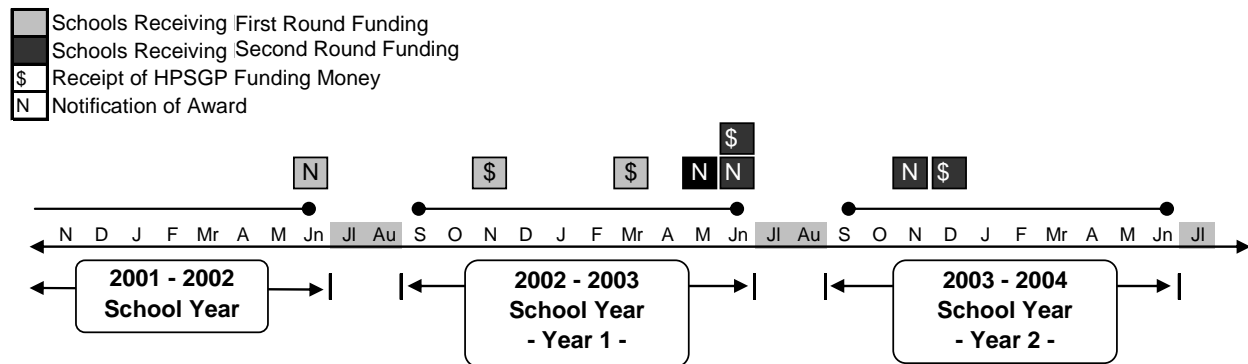 Schools Receiving First Round Funding
Schools Receiving Second Round Funding
$ Receipt of HPSGP Funding Money
N Notification of Award
$
N $ $ N N N $
N D J F Mr A M Jn Jl Au S O N D J F Mr A M Jn Jl Au S O N D J F Mr A M Jn Jl
2001 - 2002
School Year
2002 - 2003
School Year
- Year 1 -
2003 - 2004
School Year
- Year 2 -